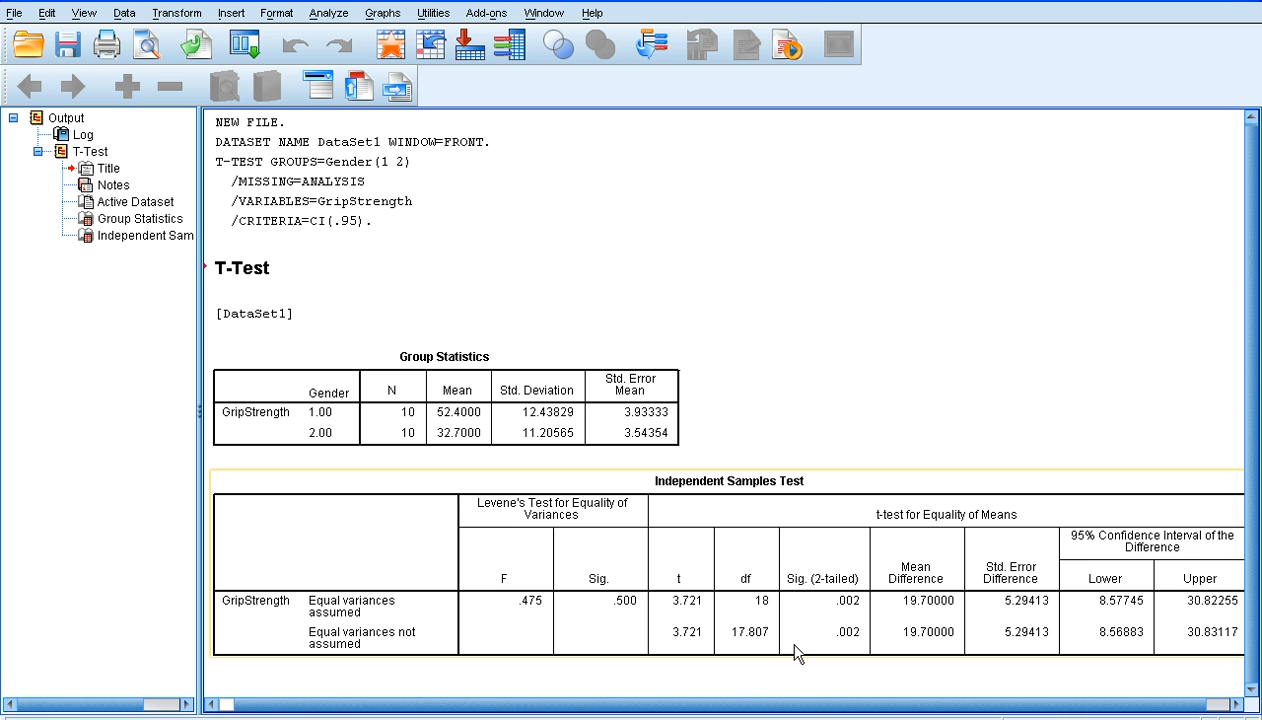 File Edit View Data Transform Insert Format Analyze Graphs Utilities Add-ons Window Help
Output
Log
T-Test
Title
Notes
Active Dataset
Group Statistics
Independent Sam
NEW FILE.
DATASET NAME DataSet1 WINDOW=FRONT.
T-TEST GROUPS=Gender(1 2)
/MISSING=ANALYSIS
/VARIABLES=GripStrength
/CRITERIA=CI(.95).
T-Test
[DataSet1]
Group Statistics
Gender N Mean Std. Deviation Std. Error Mean
GripStrength 1.00 10 52.4000 12.43829 3.93333
2.00 10 32.7000 11.20565 3.54354
Independent Samples Test
Levene's Test for Equality of Variances t-test for Equality of Means
95% Confidence Interval of the Difference
F Sig. t df Sig. (2-tailed) Mean Difference Std. Error Difference Lower Upper
GripStrength Equal variances assumed .475 .500 3.721 18 .002 19.70000 5.29413 8.57745 30.82255
Equal variances not assumed 3.721 17.807 .002 19.70000 5.29413 8.56883 30.83117